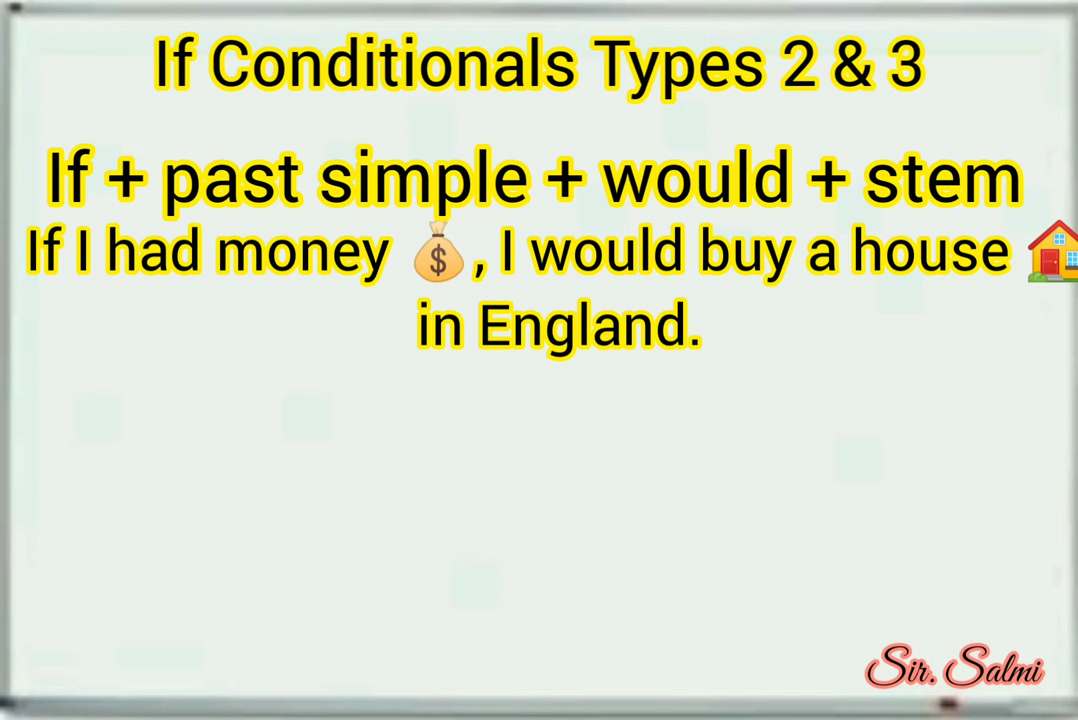 If Conditionals Types 2 & 3
If + past simple + would + stem
If I had money 💰, I would buy a house 🏠
in England.
Sir. Salmi